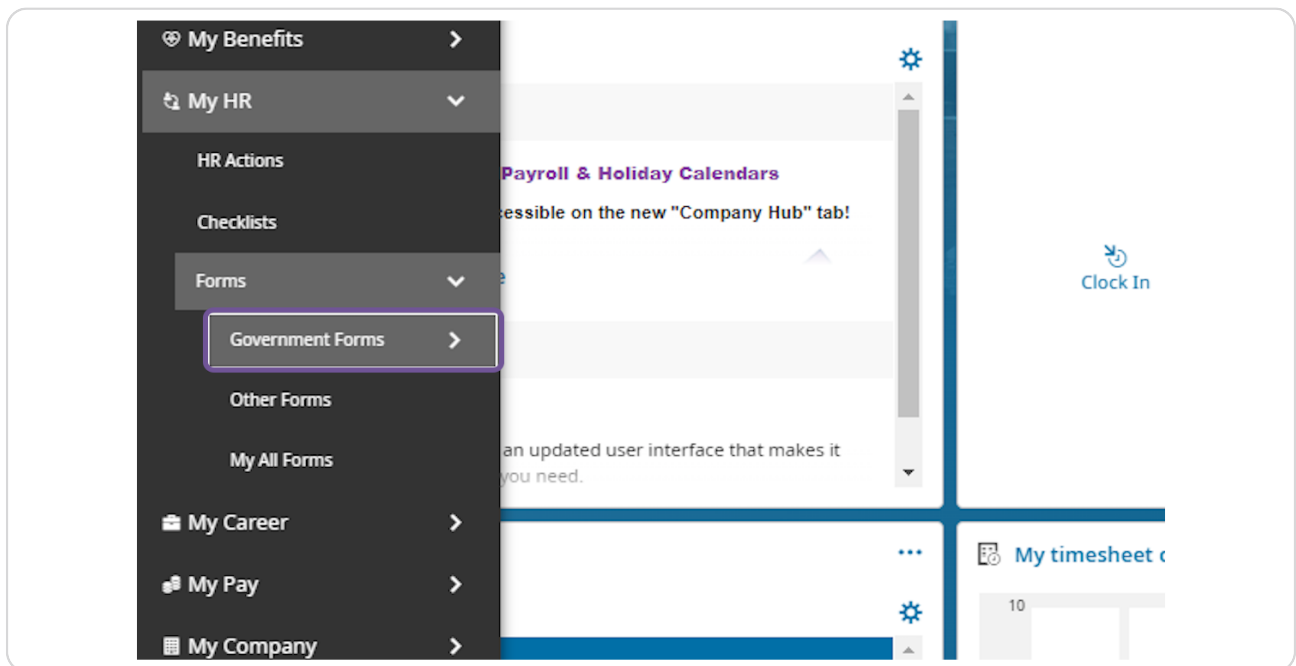 My Benefits
My HR
HR Actions
Checklists
Forms
Government Forms
Other Forms
My All Forms
My Career
My Pay
My Company
Payroll & Holiday Calendars
on the new "Company Hub" tab!
an updated user interface that makes it
you need.
Clock In
My timesheet
10